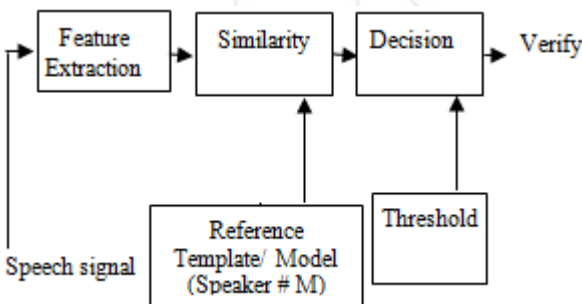 Feature
Extraction
Similarity
Decision
Verify
Reference
Template/ Model
(Speaker # M)
Threshold
Speech signal